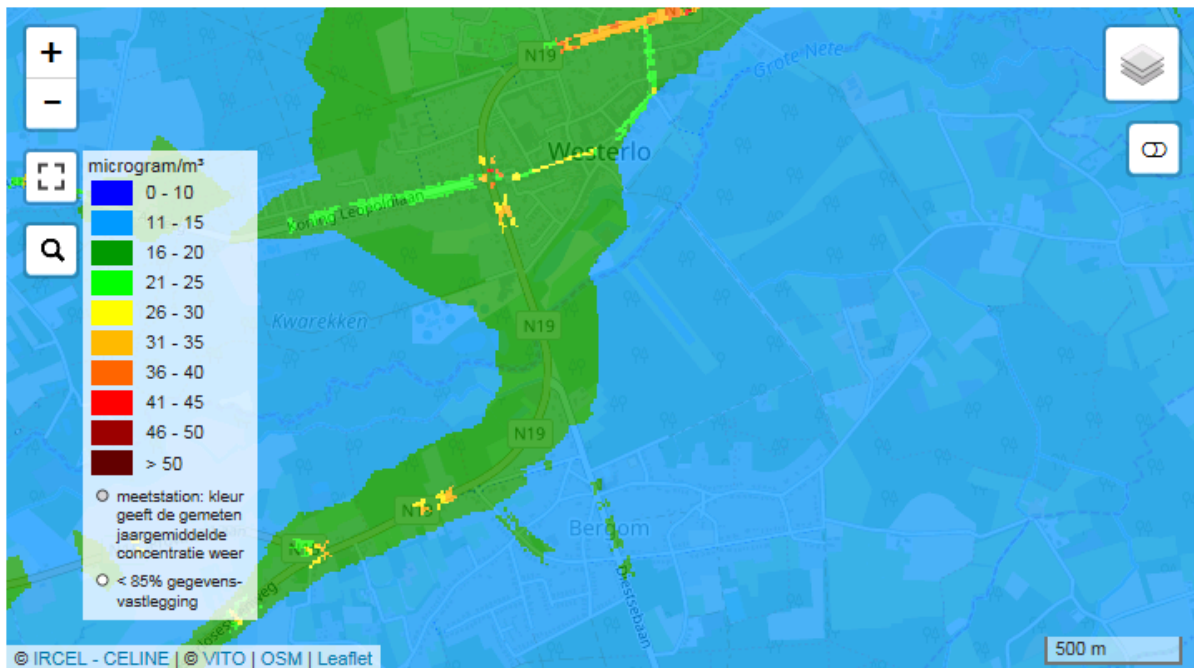 +
−
N19
Grote Nete
Westerlo
microgram/m³
0 - 10
11 - 15
16 - 20
21 - 25
26 - 30
31 - 35
36 - 40
41 - 45
46 - 50
> 50
Koning Leopoldlaan
Kwarekken
N19
N19
meetstation: kleur
geeft de gemeten
jaargemiddelde
concentratie weer
< 85% gegevens-
vastlegging
Bergom
Diestsebaan
500 m
© IRCEL - CELINE | © VITO | OSM | Leaflet